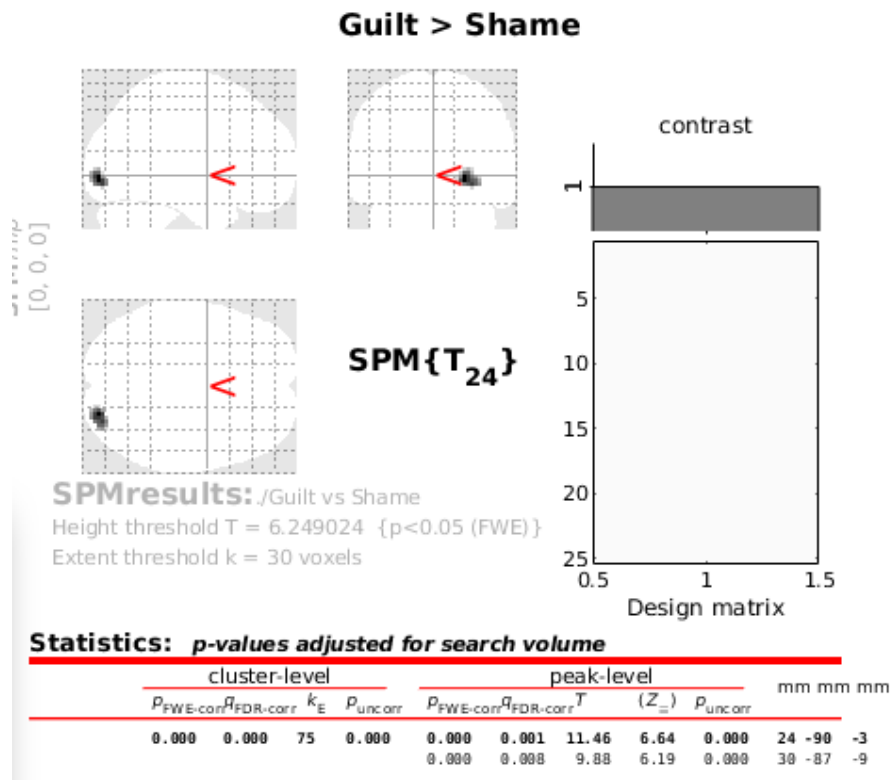 Guilt > Shame
contrast
1
[0, 0, 0]
<
<
<
SPM{T24}
5
10
15
20
25
0.5 1 1.5
Design matrix
SPMresults: ./Guilt vs Shame
Height threshold T = 6.249024 {p<0.05 (FWE)}
Extent threshold k = 30 voxels
Statistics: p-values adjusted for search volume
cluster-level peak-level mm mm mm
pFWE-corr qFDR-corr kE puncorr pFWE-corr qFDR-corr T (Z≡) puncorr
0.000 0.000 75 0.000 0.000 0.001 11.46 6.64 0.000 24 -90 -3
0.000 0.008 9.88 6.19 0.000 30 -87 -9